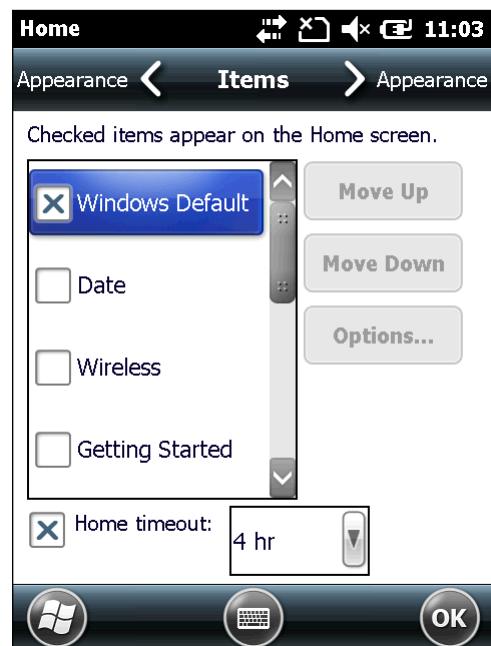 Home 11:03
Appearance Items Appearance
Checked items appear on the Home screen.
Windows Default
Move Up
Date
Move Down
Wireless
Options...
Getting Started
Home timeout: 4 hr
OK